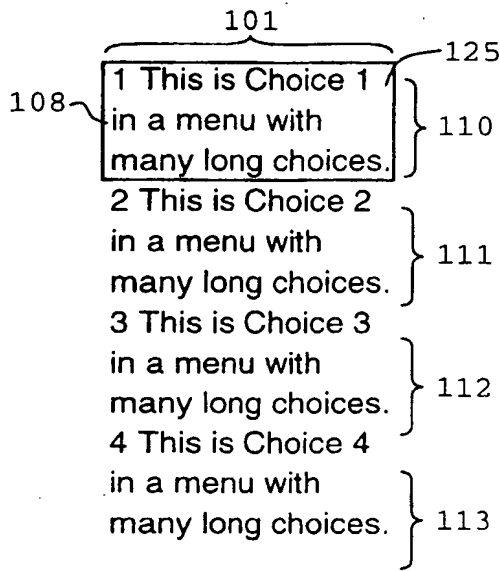 101
1 This is Choice 1 125
108 in a menu with 110
many long choices.
2 This is Choice 2
in a menu with 111
many long choices.
3 This is Choice 3
in a menu with 112
many long choices.
4 This is Choice 4
in a menu with
many long choices. 113